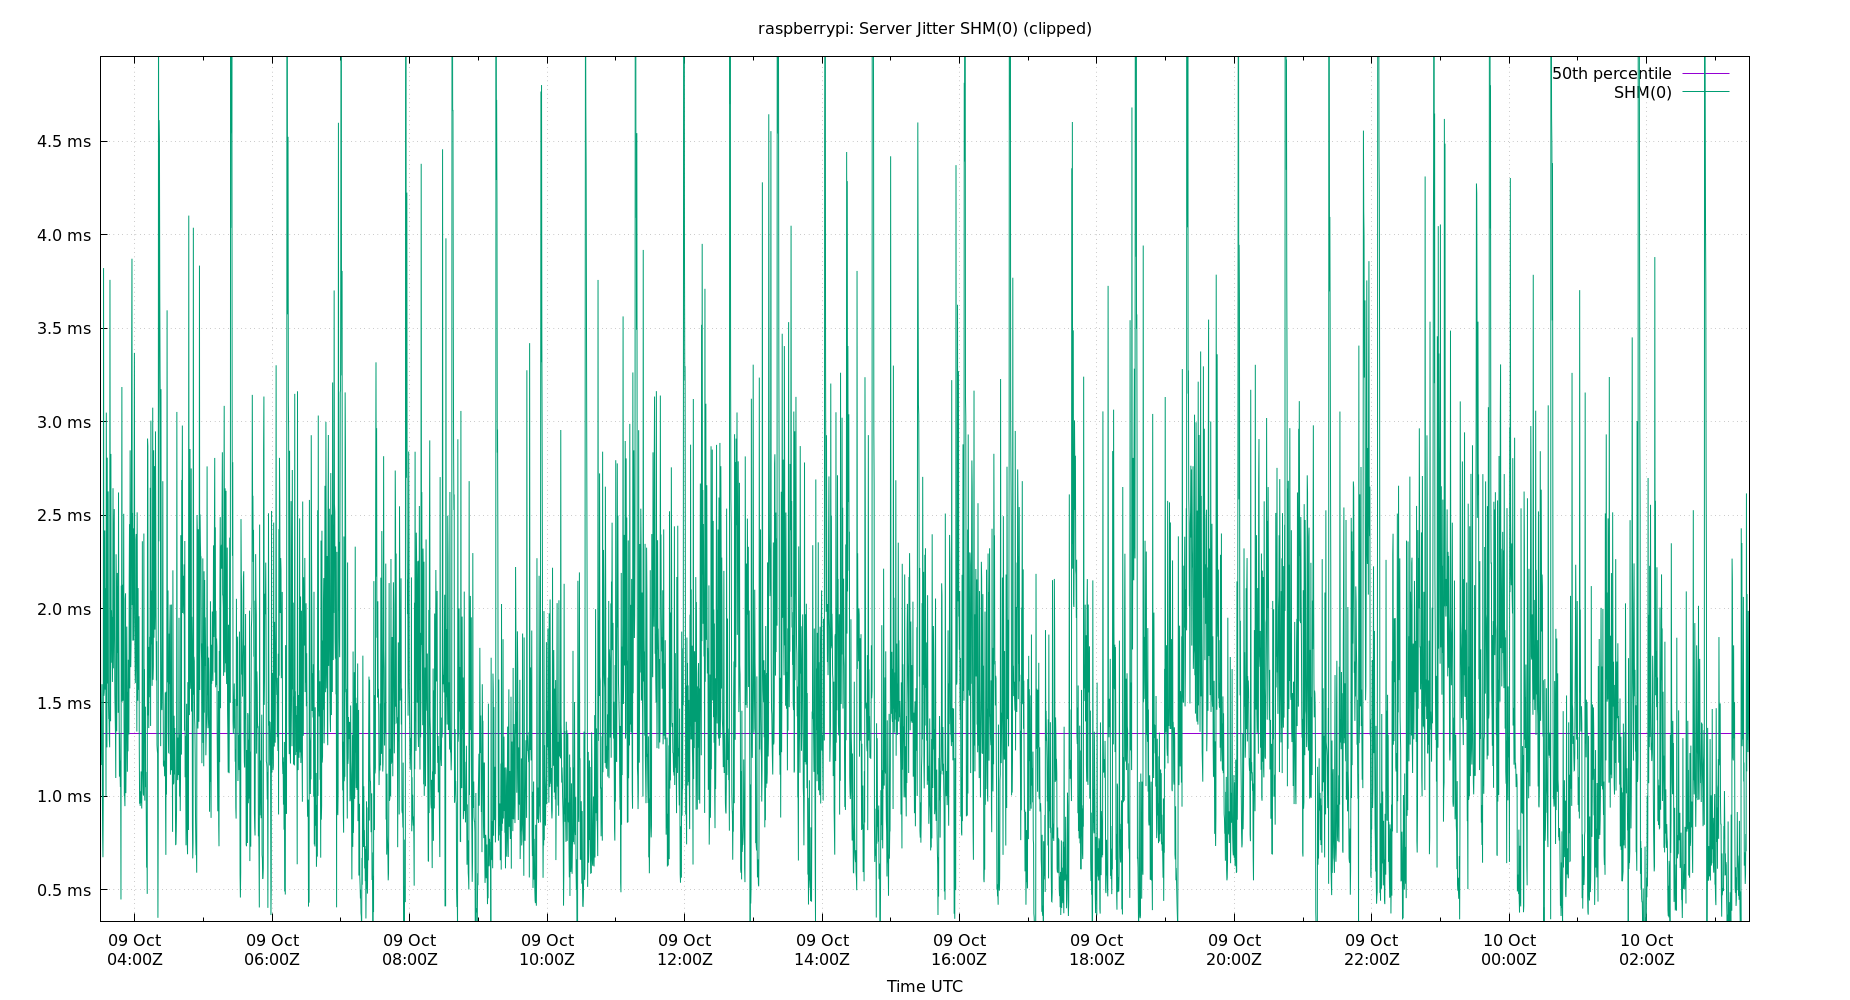 raspberrypi: Server Jitter SHM(0) (clipped)
50th percentile
SHM(0)
4.5 ms
4.0 ms
3.5 ms
3.0 ms
2.5 ms
2.0 ms
1.5 ms
1.0 ms
0.5 ms
09 Oct 09 Oct 09 Oct 09 Oct 09 Oct 09 Oct 09 Oct 09 Oct 09 Oct 09 Oct 10 Oct 10 Oct
04:00Z 06:00Z 08:00Z 10:00Z 12:00Z 14:00Z 16:00Z 18:00Z 20:00Z 22:00Z 00:00Z 02:00Z
Time UTC